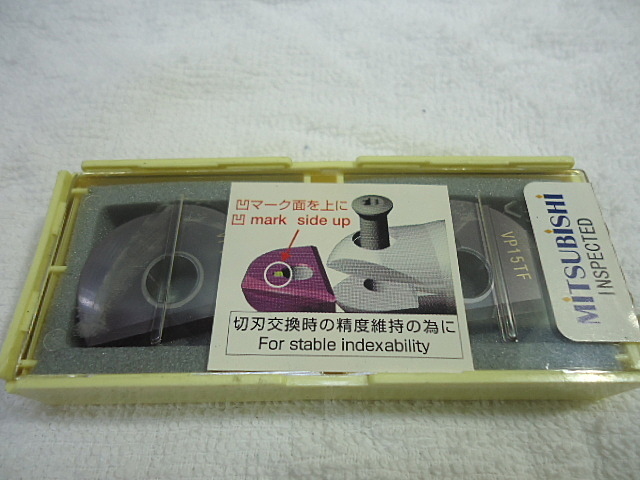 凹マーク面を上に
凹 mark side up
切刃交換時の精度維持の為に
For stable indexability
VP15TF
MITSUBISHI
INSPECTED